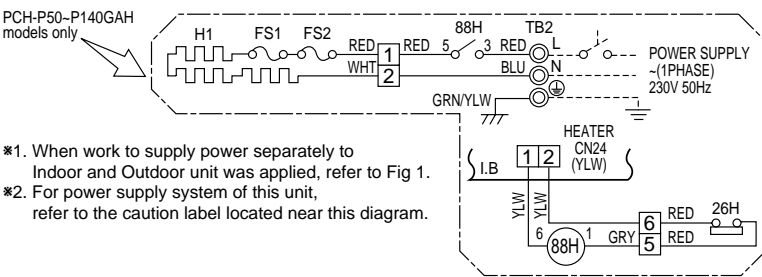 PCH-P50~P140GAH
models only
H1 FS1 FS2 RED 1 RED 5 88H 3 RED TB2 L
WHT 2 BLU N
POWER SUPPLY
~(1PHASE)
230V 50Hz
GRN/YLW
※1. When work to supply power separately to
Indoor and Outdoor unit was applied, refer to Fig 1.
※2. For power supply system of this unit,
refer to the caution label located near this diagram.
HEATER
CN24
(YLW)
1 2
I.B
YLW YLW
6 88H 1
6 RED 26H
GRY 5 RED